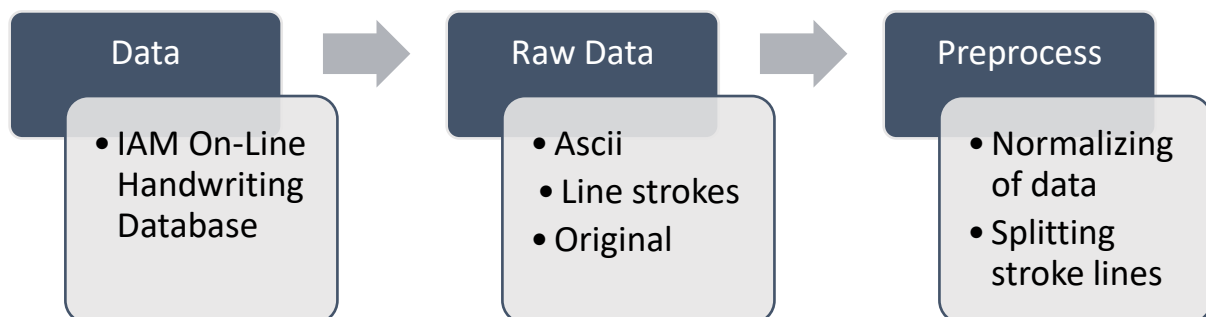 Data
• IAM On-Line
Handwriting
Database
Raw Data
• Ascii
• Line strokes
• Original
Preprocess
• Normalizing
of data
• Splitting
stroke lines